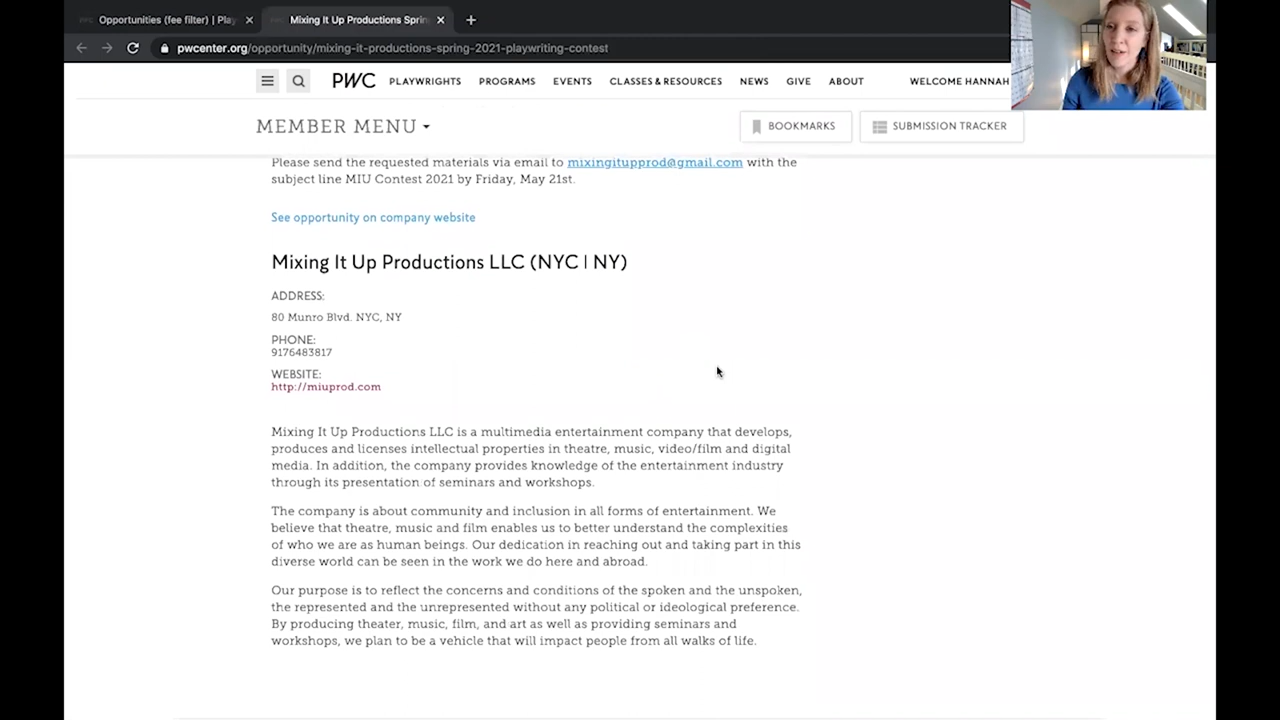 Opportunities (fee filter) | Play
Mixing It Up Productions Sprin
pwcenter.org/opportunity/mixing-it-productions-spring-2021-playwriting-contest
PWC PLAYWRIGHTS PROGRAMS EVENTS CLASSES & RESOURCES NEWS GIVE ABOUT WELCOME HANNAH
MEMBER MENU
BOOKMARKS
SUBMISSION TRACKER
Please send the requested materials via email to mixingitupprod@gmail.com with the
subject line MIU Contest 2021 by Friday, May 21st.
See opportunity on company website
Mixing It Up Productions LLC (NYC | NY)
ADDRESS:
80 Munro Blvd. NYC, NY
PHONE:
9176483817
WEBSITE:
http://miuprod.com
Mixing It Up Productions LLC is a multimedia entertainment company that develops,
produces and licenses intellectual properties in theatre, music, video/film and digital
media. In addition, the company provides knowledge of the entertainment industry
through its presentation of seminars and workshops.
The company is about community and inclusion in all forms of entertainment. We
believe that theatre, music and film enables us to better understand the complexities
of who we are as human beings. Our dedication in reaching out and taking part in this
diverse world can be seen in the work we do here and abroad.
Our purpose is to reflect the concerns and conditions of the spoken and the unspoken,
the represented and the unrepresented without any political or ideological preference.
By producing theater, music, film, and art as well as providing seminars and
workshops, we plan to be a vehicle that will impact people from all walks of life.